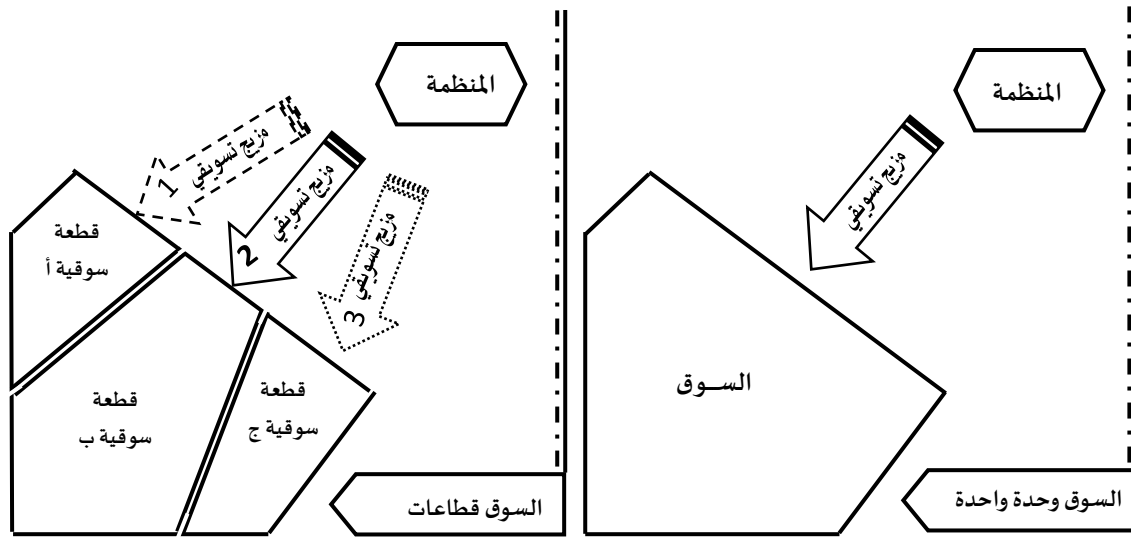 المنظمة
مزيج تسويقي
السوق
السوق وحدة واحدة
المنظمة
مزيج تسويقي 1
مزيج تسويقي 2
مزيج تسويقي 3
قطعة
سوقية أ
قطعة
سوقية ب
قطعة
سوقية ج
السوق قطاعات